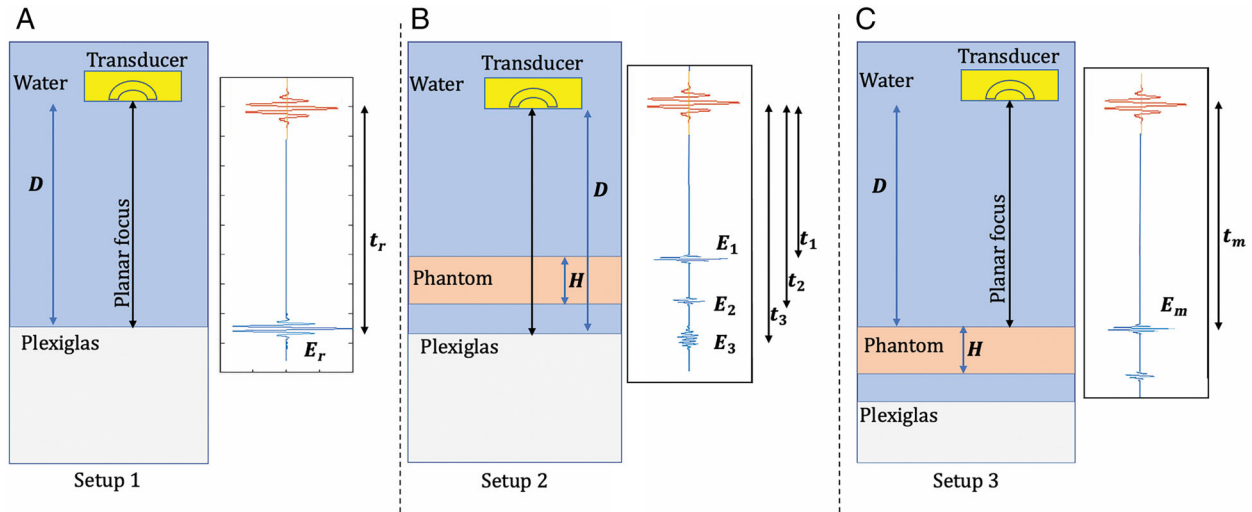 A
Water
Transducer
D
Planar focus
t_r
E_r
Plexiglas
Setup 1
B
Water
Transducer
D
E_1
t_1
Phantom
H
t_2
E_2
t_3
E_3
Plexiglas
Setup 2
C
Water
Transducer
D
Planar focus
t_m
E_m
Phantom
H
Plexiglas
Setup 3